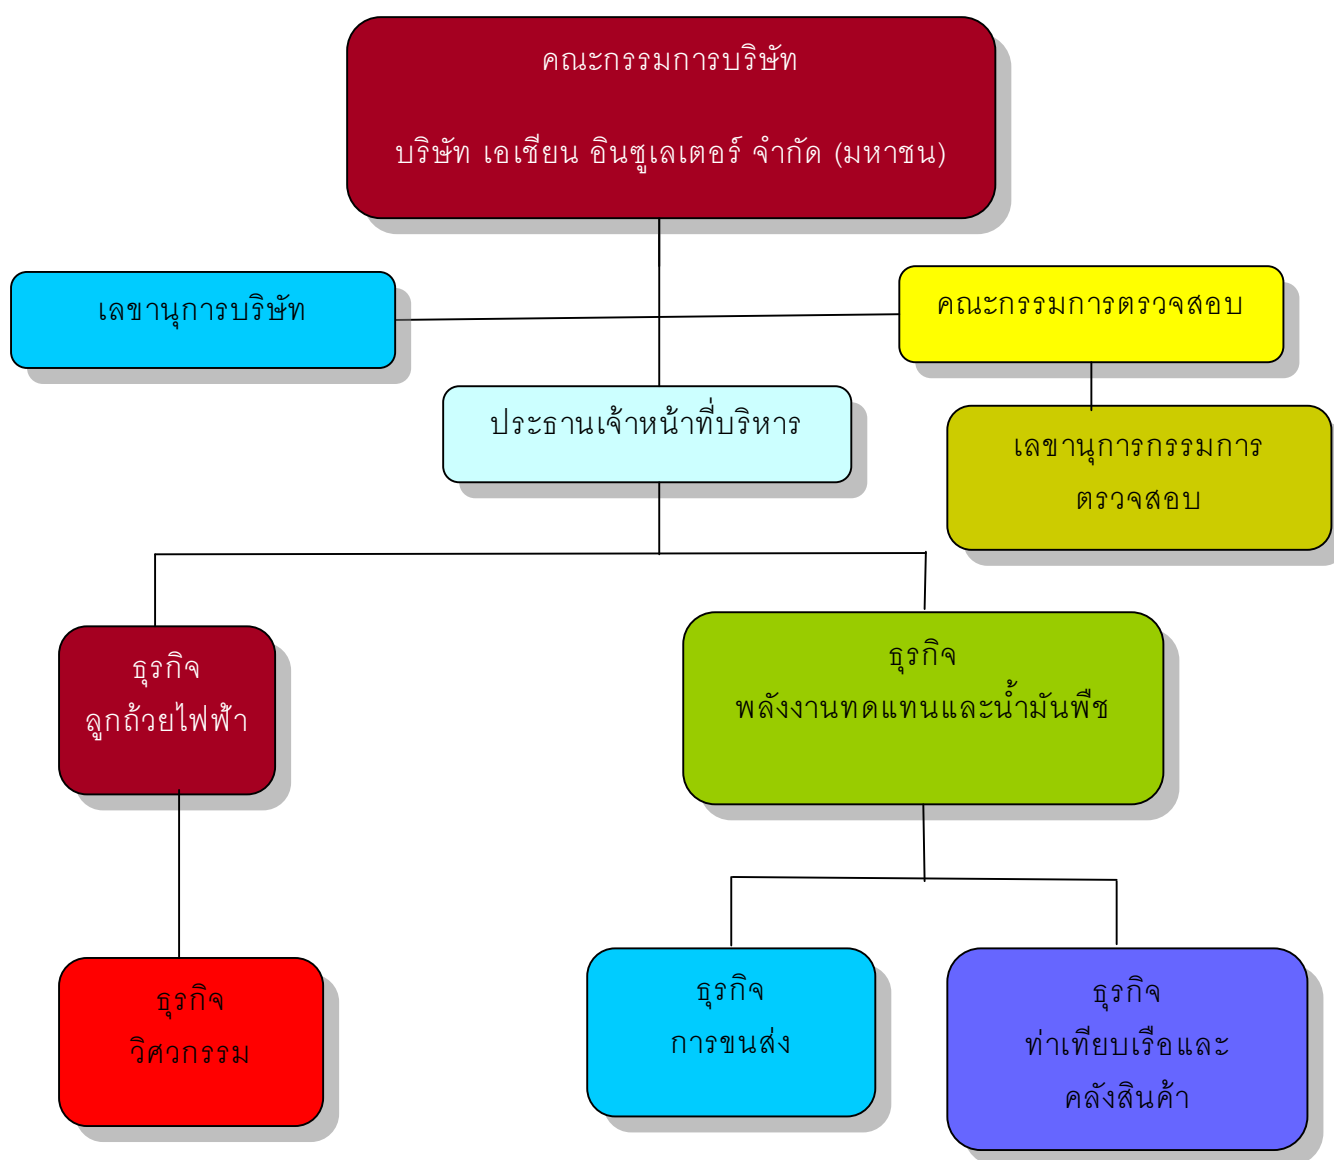 คณะกรรมการบริษัท
บริษัท เอเชียน อินซูเลเตอร์ จำกัด (มหาชน)
เลขานุการบริษัท
คณะกรรมการตรวจสอบ
ประธานเจ้าหน้าที่บริหาร
เลขานุการกรรมการ
ตรวจสอบ
ธุรกิจ
ลูกถ้วยไฟฟ้า
ธุรกิจ
พลังงานทดแทนและน้ำมันพืช
ธุรกิจ
วิศวกรรม
ธุรกิจ
การขนส่ง
ธุรกิจ
ท่าเทียบเรือและ
คลังสินค้า